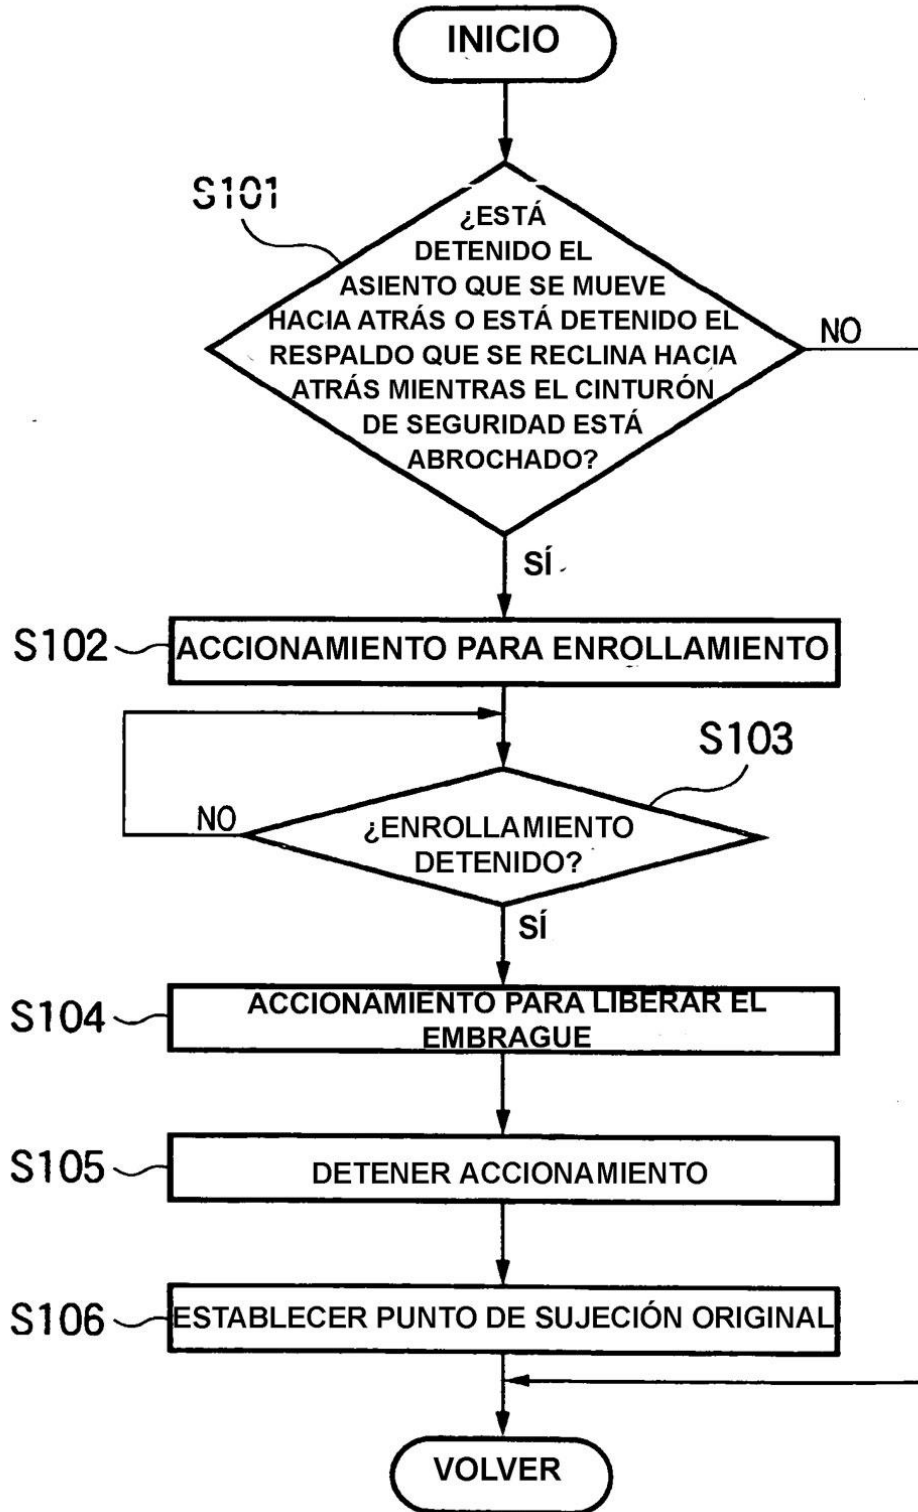 INICIO
S101
¿ESTÁ
DETENIDO EL
ASIENTO QUE SE MUEVE
HACIA ATRÁS O ESTÁ DETENIDO EL
RESPALDO QUE SE RECLINA HACIA
ATRÁS MIENTRAS EL CINTURÓN
DE SEGURIDAD ESTÁ
ABROCHADO?
NO
SÍ
S102
ACCIONAMIENTO PARA ENROLLAMIENTO
S103
¿ENROLLAMIENTO
DETENIDO?
NO
SÍ
S104
ACCIONAMIENTO PARA LIBERAR EL
EMBRAGUE
S105
DETENER ACCIONAMIENTO
S106
ESTABLECER PUNTO DE SUJECIÓN ORIGINAL
VOLVER